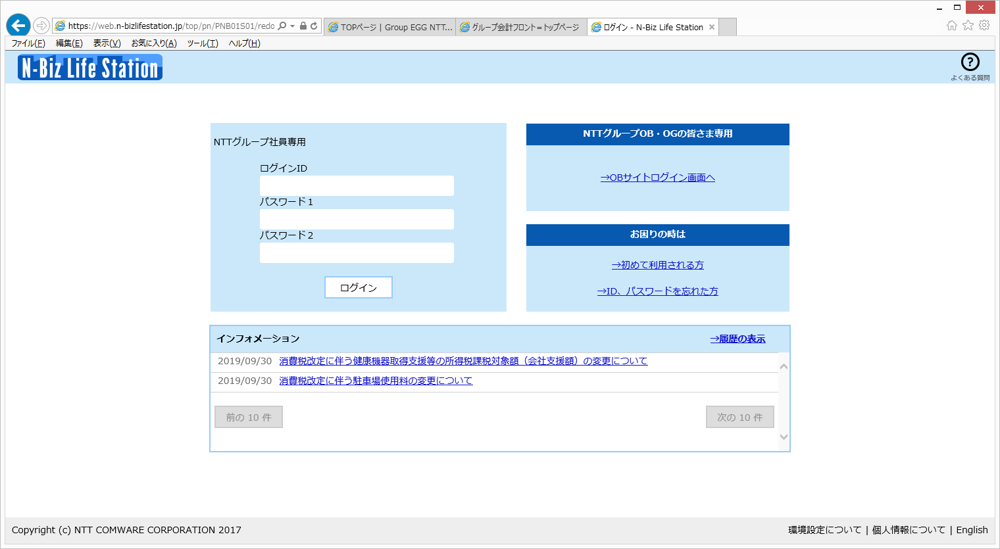 https://web.n-bizlifestation.jp/top/pn/PNB01S01/redo
TOPページ | Group EGG NTT...
グループ会計フロント=トップページ
ログイン - N-Biz Life Station
ファイル(F) 編集(E) 表示(V) お気に入り(A) ツール(T) ヘルプ(H)
N-Biz Life Station
?
よくある質問
NTTグループ社員専用
ログインID
パスワード1
パスワード2
ログイン
NTTグループOB・OGの皆さま専用
→OBサイトログイン画面へ
お困りの時は
→初めて利用される方
→ID、パスワードを忘れた方
インフォメーション →履歴の表示
2019/09/30 消費税改定に伴う健康機器取得支援等の所得税課税対象額（会社支援額）の変更について
2019/09/30 消費税改定に伴う駐車場使用料の変更について
前の 10 件 次の 10 件
Copyright (c) NTT COMWARE CORPORATION 2017
環境設定について | 個人情報について | English